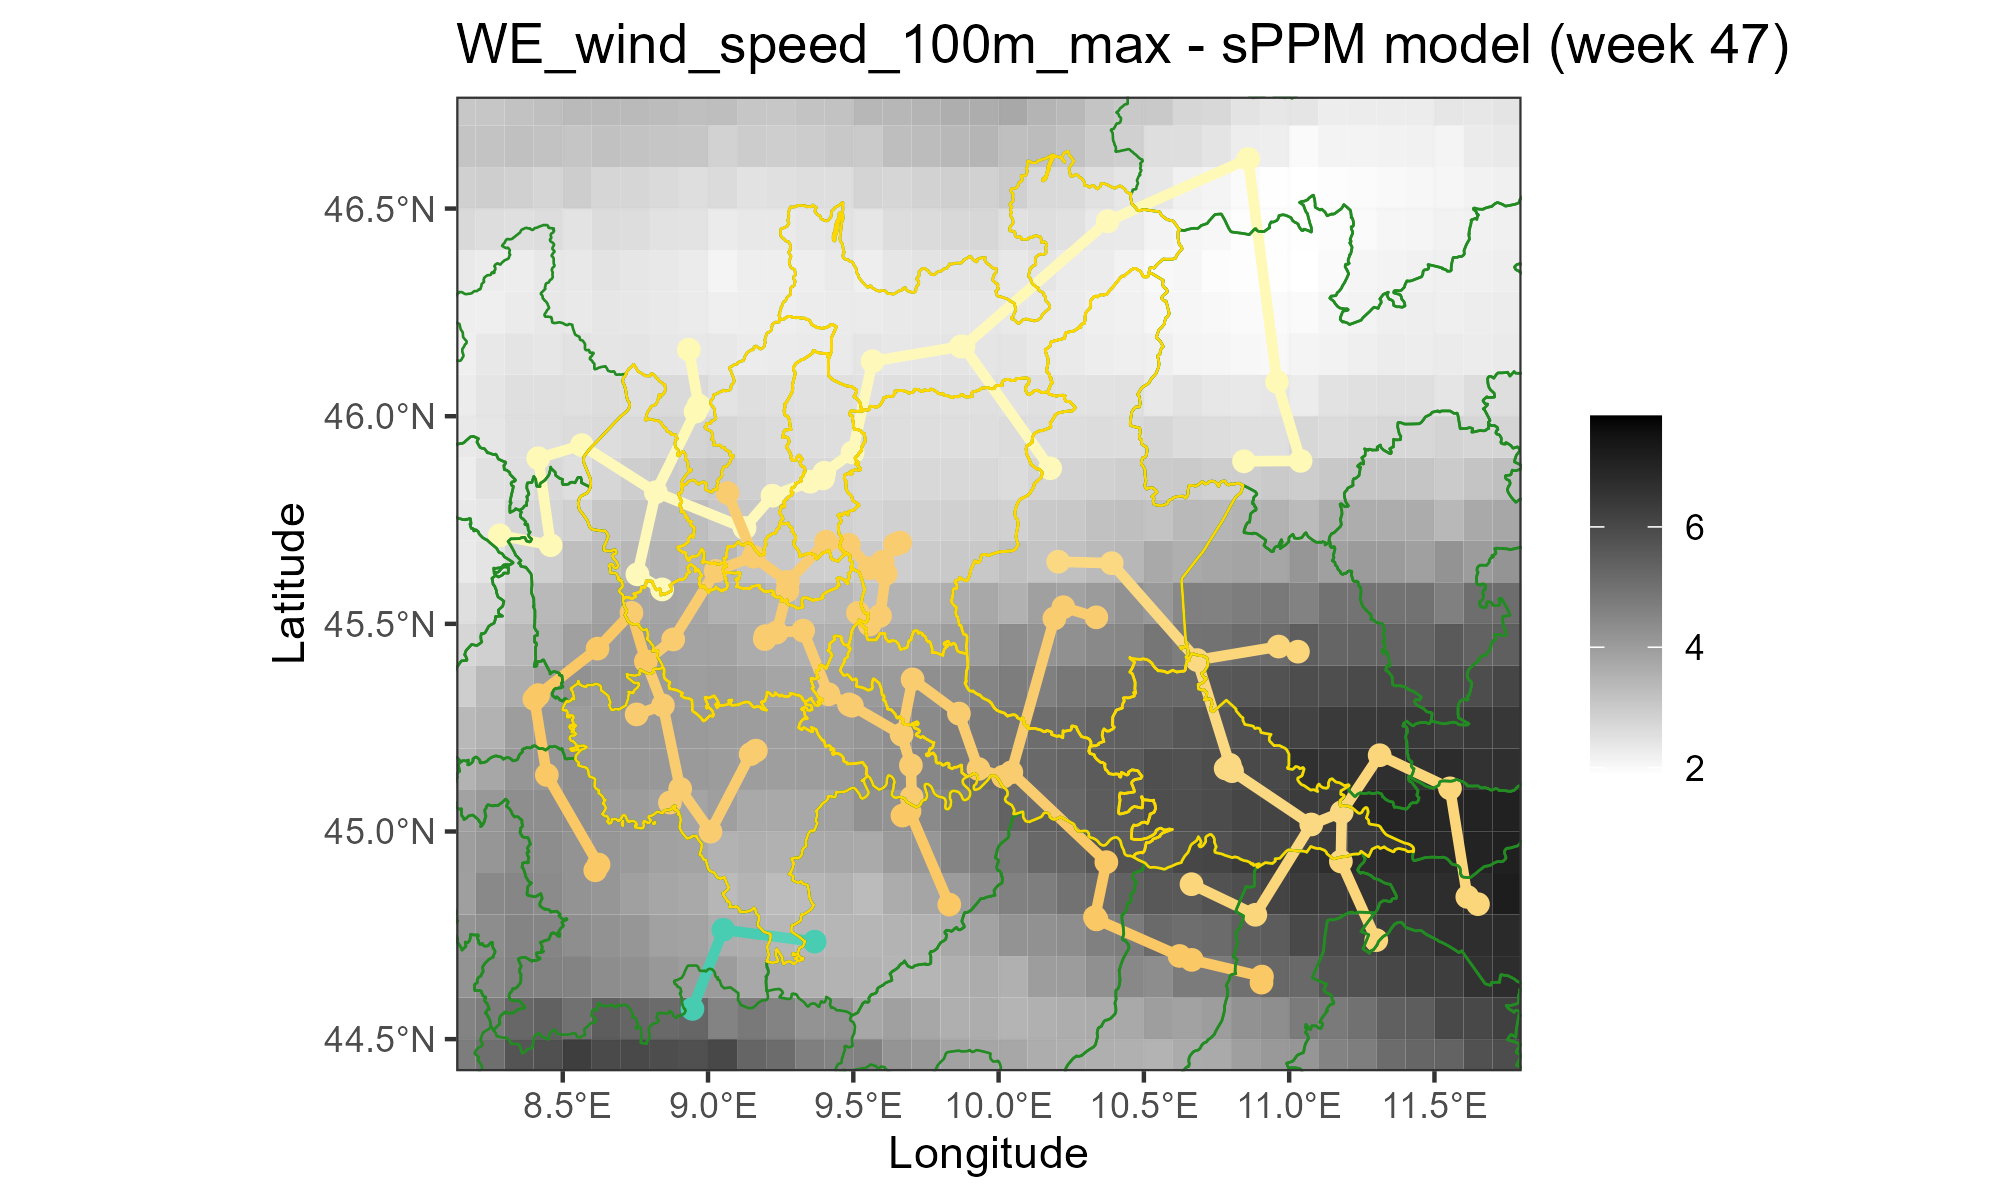 WE_wind_speed_100m_max - sPPM model (week 47)
46.5°N
46.0°N
45.5°N
45.0°N
44.5°N
Latitude
8.5°E 9.0°E 9.5°E 10.0°E 10.5°E 11.0°E 11.5°E
Longitude
6
4
2